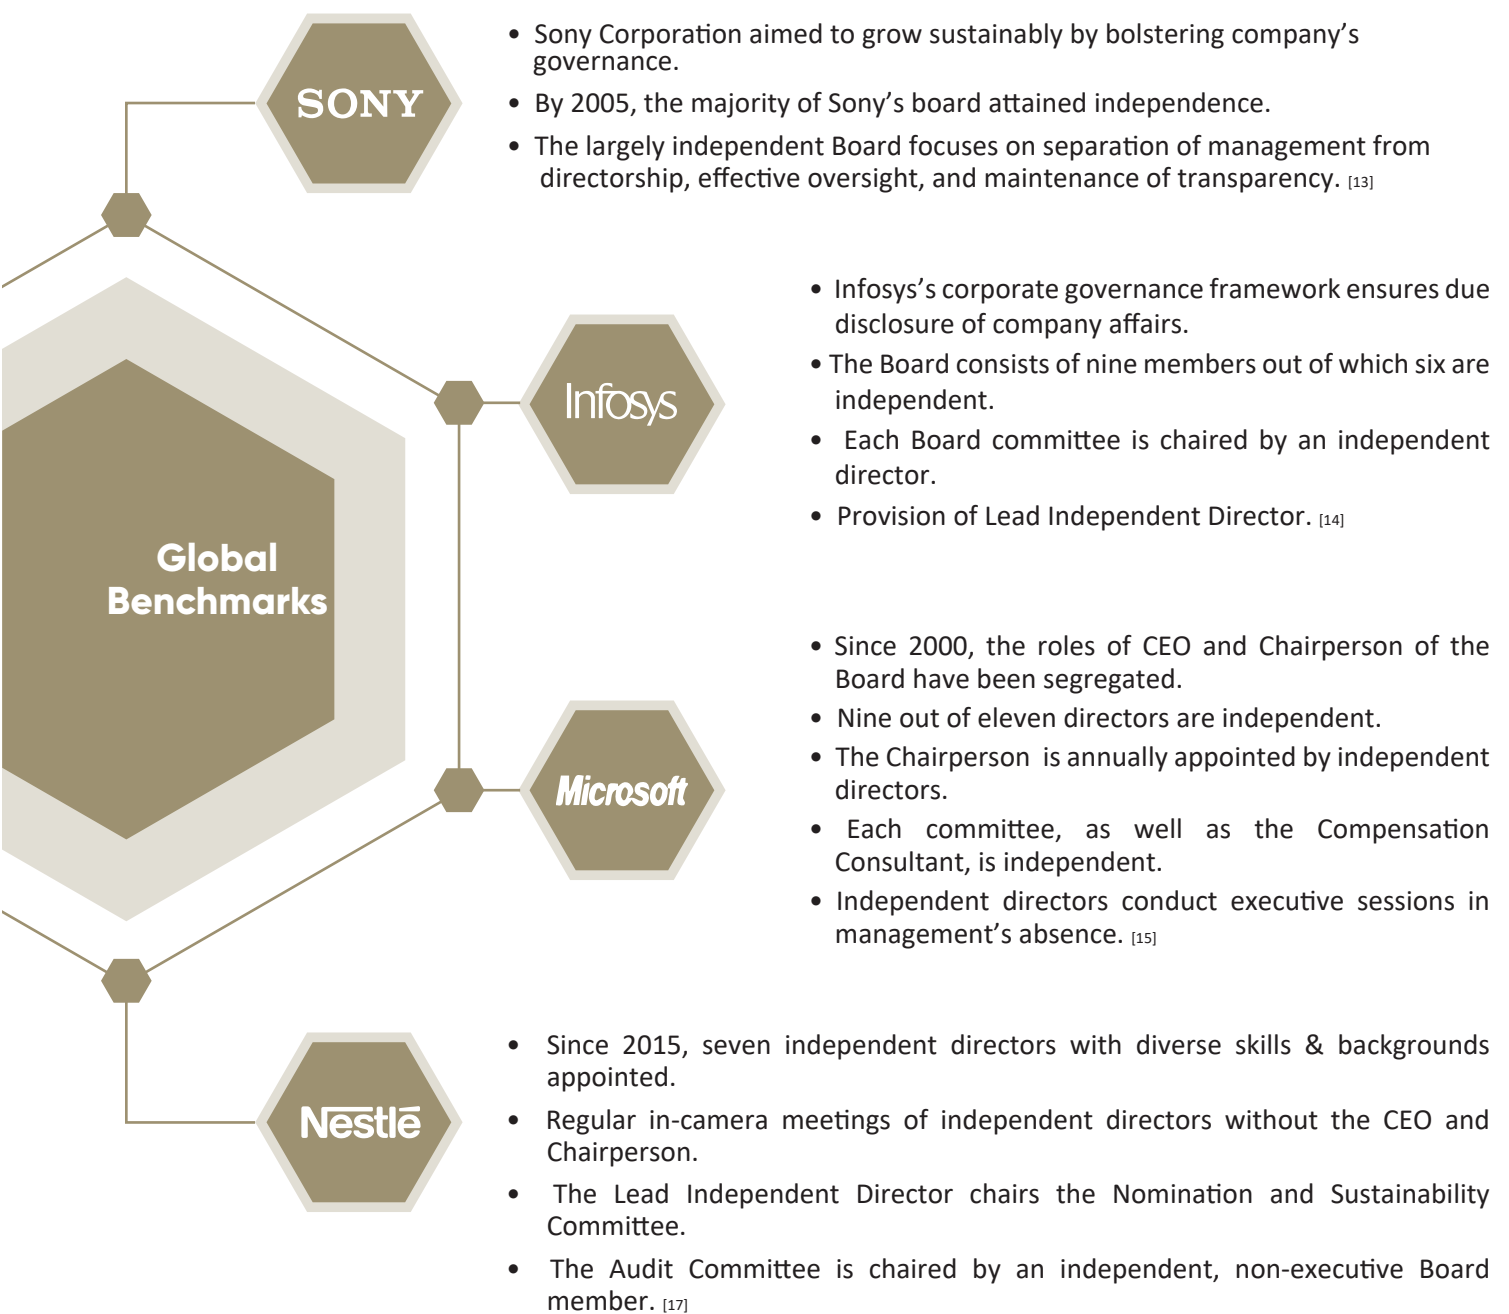 SONY
• Sony Corporation aimed to grow sustainably by bolstering company's
governance.
• By 2005, the majority of Sony's board attained independence.
• The largely independent Board focuses on separation of management from
directorship, effective oversight, and maintenance of transparency. [13]
Infosys
• Infosys's corporate governance framework ensures due
disclosure of company affairs.
• The Board consists of nine members out of which six are
independent.
• Each Board committee is chaired by an independent
director.
• Provision of Lead Independent Director. [14]
Global
Benchmarks
Microsoft
• Since 2000, the roles of CEO and Chairperson of the
Board have been segregated.
• Nine out of eleven directors are independent.
• The Chairperson is annually appointed by independent
directors.
• Each committee, as well as the Compensation
Consultant, is independent.
• Independent directors conduct executive sessions in
management's absence. [15]
Nestlé
• Since 2015, seven independent directors with diverse skills & backgrounds
appointed.
• Regular in-camera meetings of independent directors without the CEO and
Chairperson.
• The Lead Independent Director chairs the Nomination and Sustainability
Committee.
• The Audit Committee is chaired by an independent, non-executive Board
member. [17]